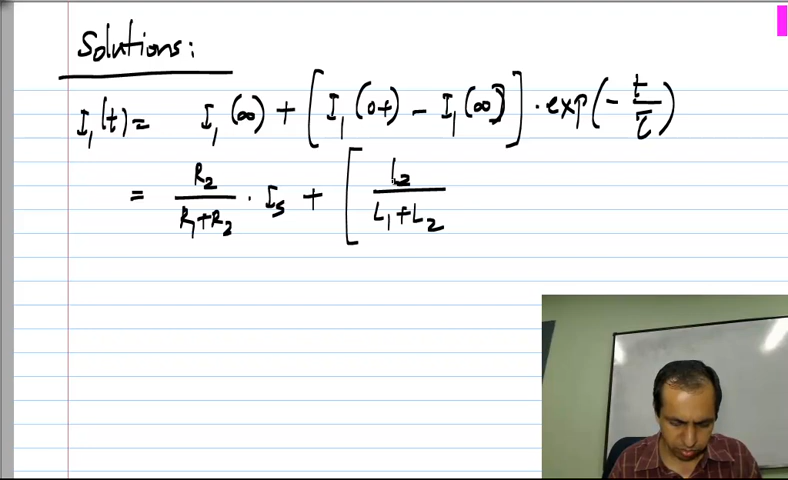 Solutions:
I₁(t) = I₁(∞) + [I₁(0+) − I₁(∞)] · exp(−t/τ)
= R₂/(R₁+R₂) · Iₛ + [L₂/(L₁+L₂)